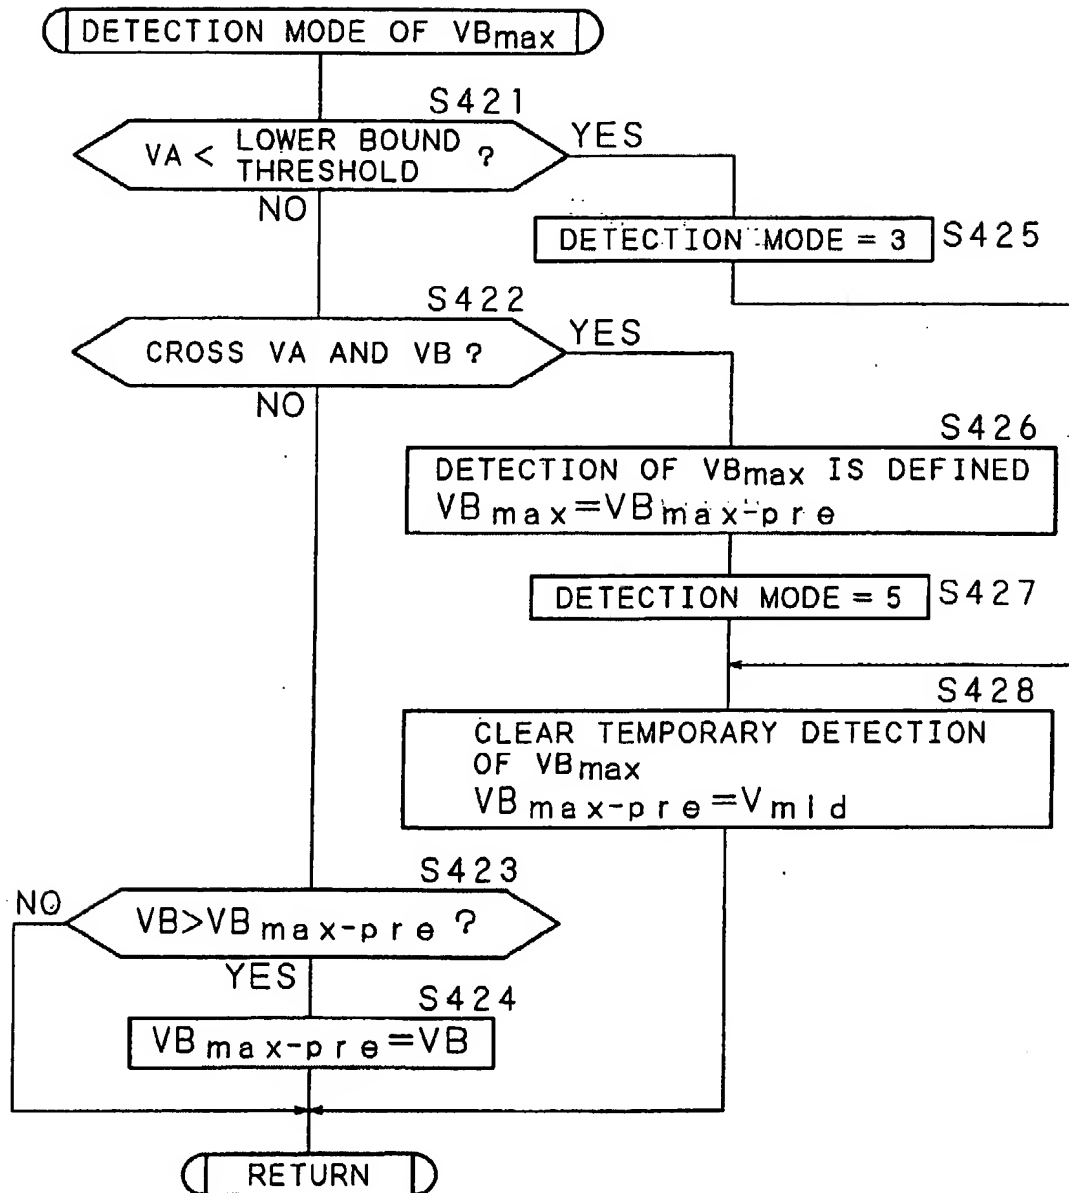 DETECTION MODE OF VBmax
S421
VA < LOWER BOUND THRESHOLD ?
YES
NO
DETECTION MODE = 3
S425
S422
CROSS VA AND VB ?
YES
NO
S426
DETECTION OF VBmax IS DEFINED
VBmax=VBmax-pre
DETECTION MODE = 5
S427
S428
CLEAR TEMPORARY DETECTION
OF VBmax
VBmax-pre=Vmid
S423
NO
VB>VBmax-pre ?
YES
S424
VBmax-pre=VB
RETURN